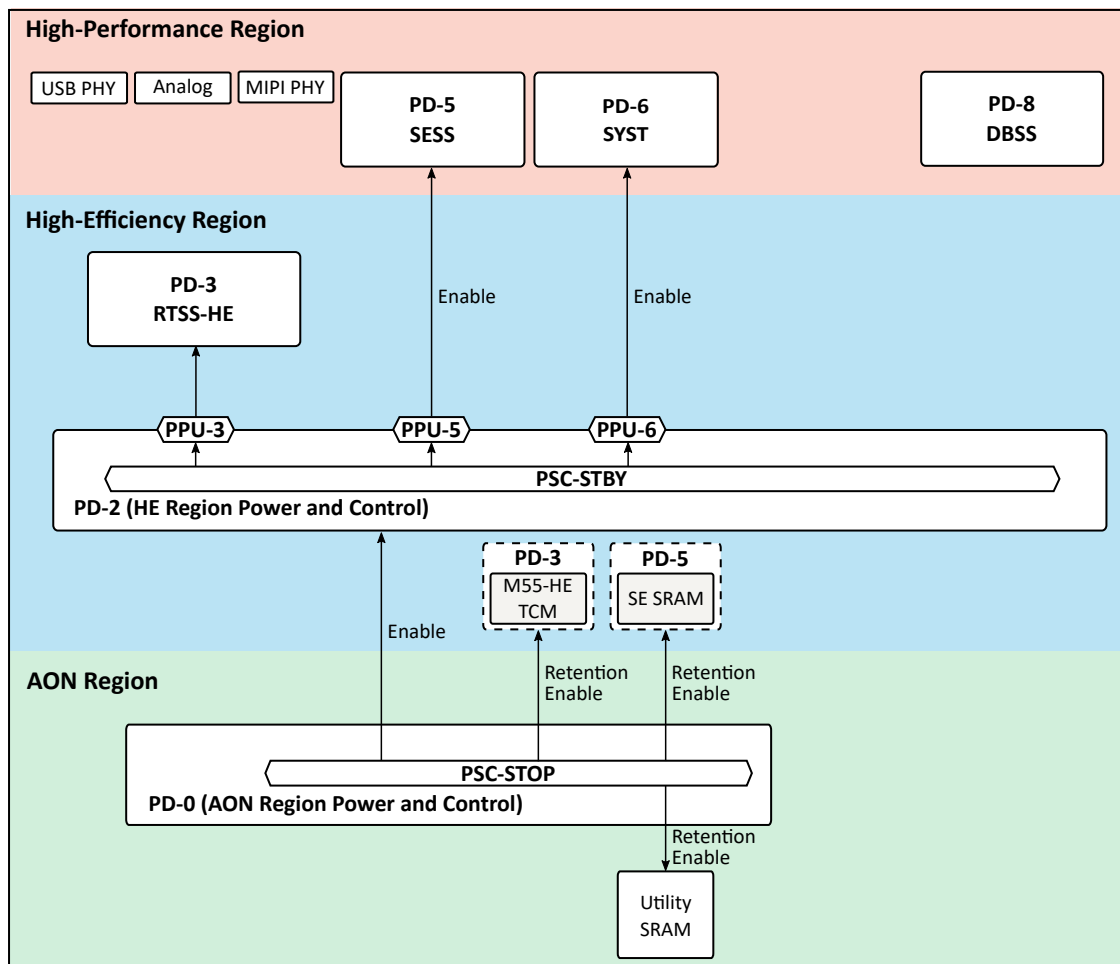 High-Performance Region
USB PHY
Analog
MIPI PHY
PD-5
SESS
PD-6
SYST
PD-8
DBSS
High-Efficiency Region
PD-3
RTSS-HE
Enable
Enable
PPU-3
PPU-5
PPU-6
PSC-STBY
PD-2 (HE Region Power and Control)
PD-3
M55-HE
TCM
PD-5
SE SRAM
Enable
Retention
Enable
Retention
Enable
AON Region
PSC-STOP
PD-0 (AON Region Power and Control)
Retention
Enable
Utility
SRAM